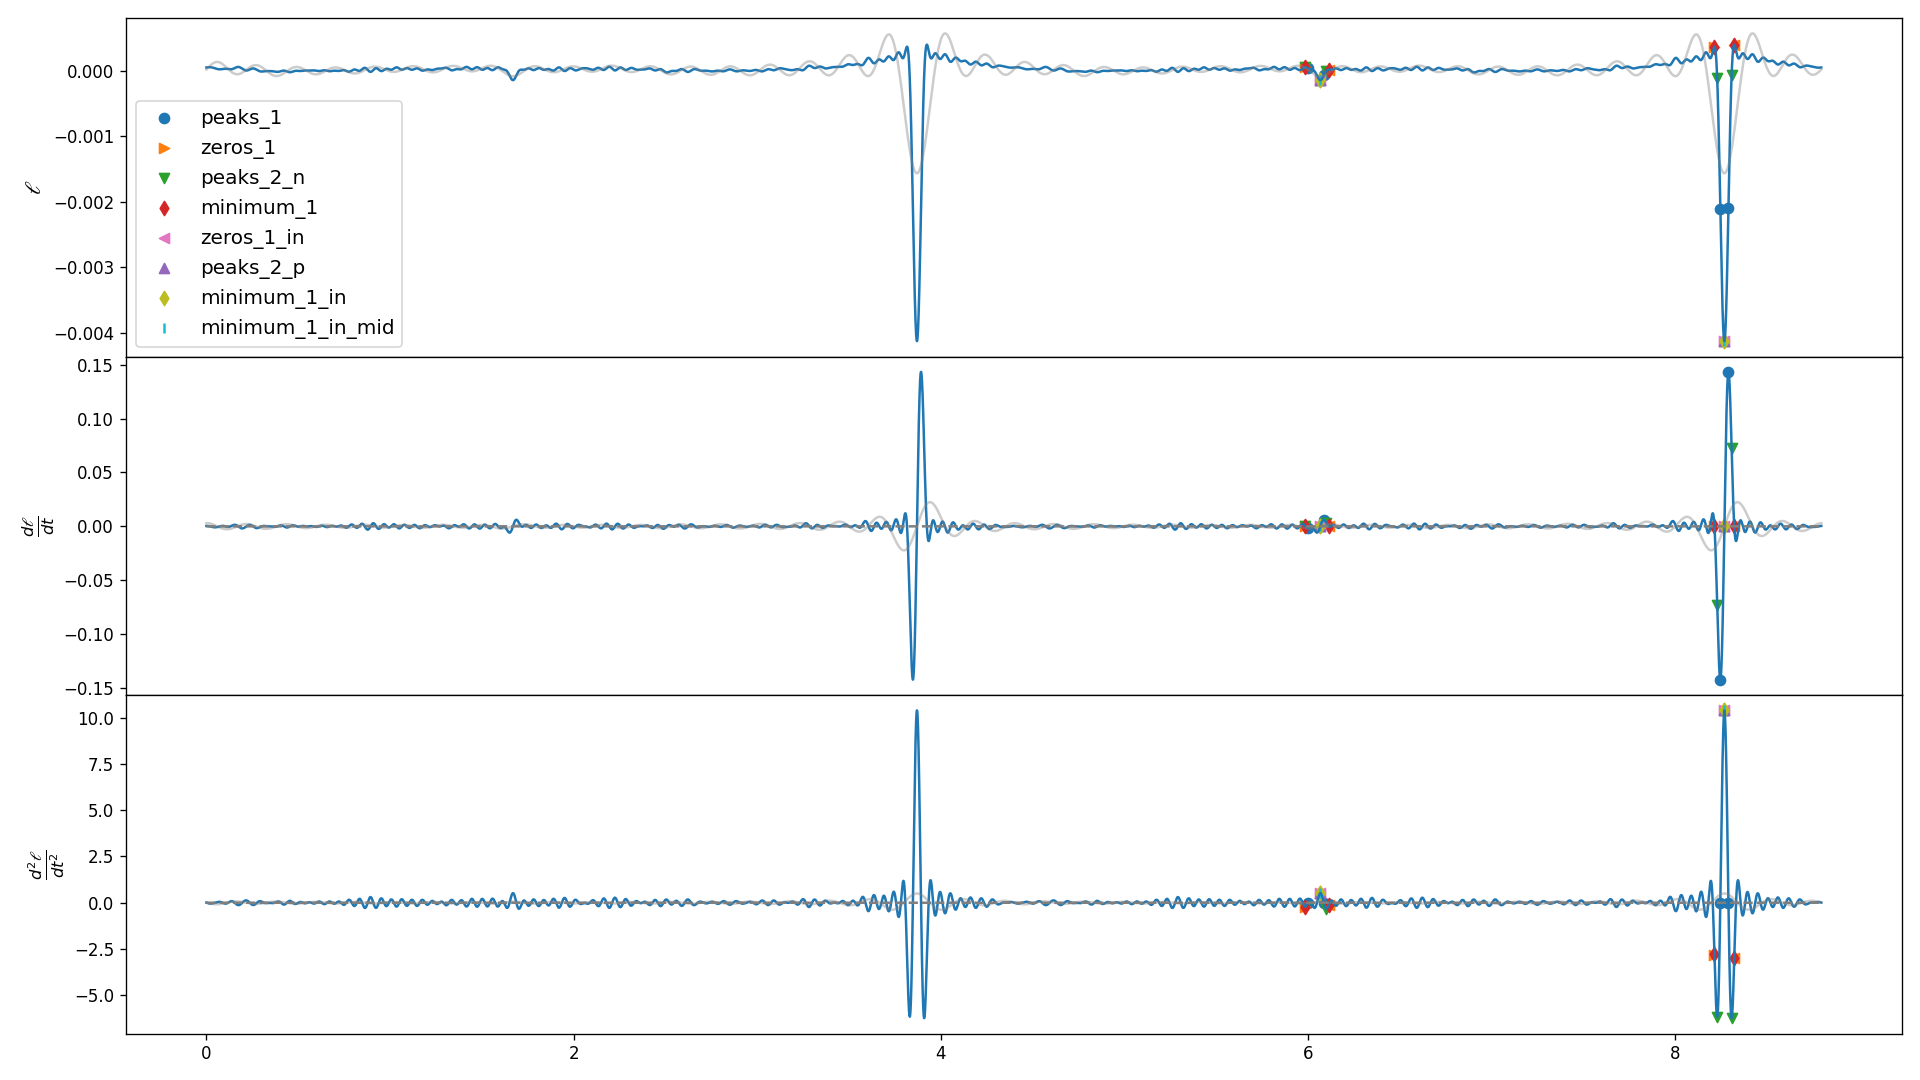 0.000
−0.001
−0.002
−0.003
−0.004
ℓ
peaks_1
zeros_1
peaks_2_n
minimum_1
zeros_1_in
peaks_2_p
minimum_1_in
minimum_1_in_mid
0.15
0.10
0.05
0.00
−0.05
−0.10
−0.15
dℓ/dt
10.0
7.5
5.0
2.5
0.0
−2.5
−5.0
d²ℓ/dt²
0 2 4 6 8